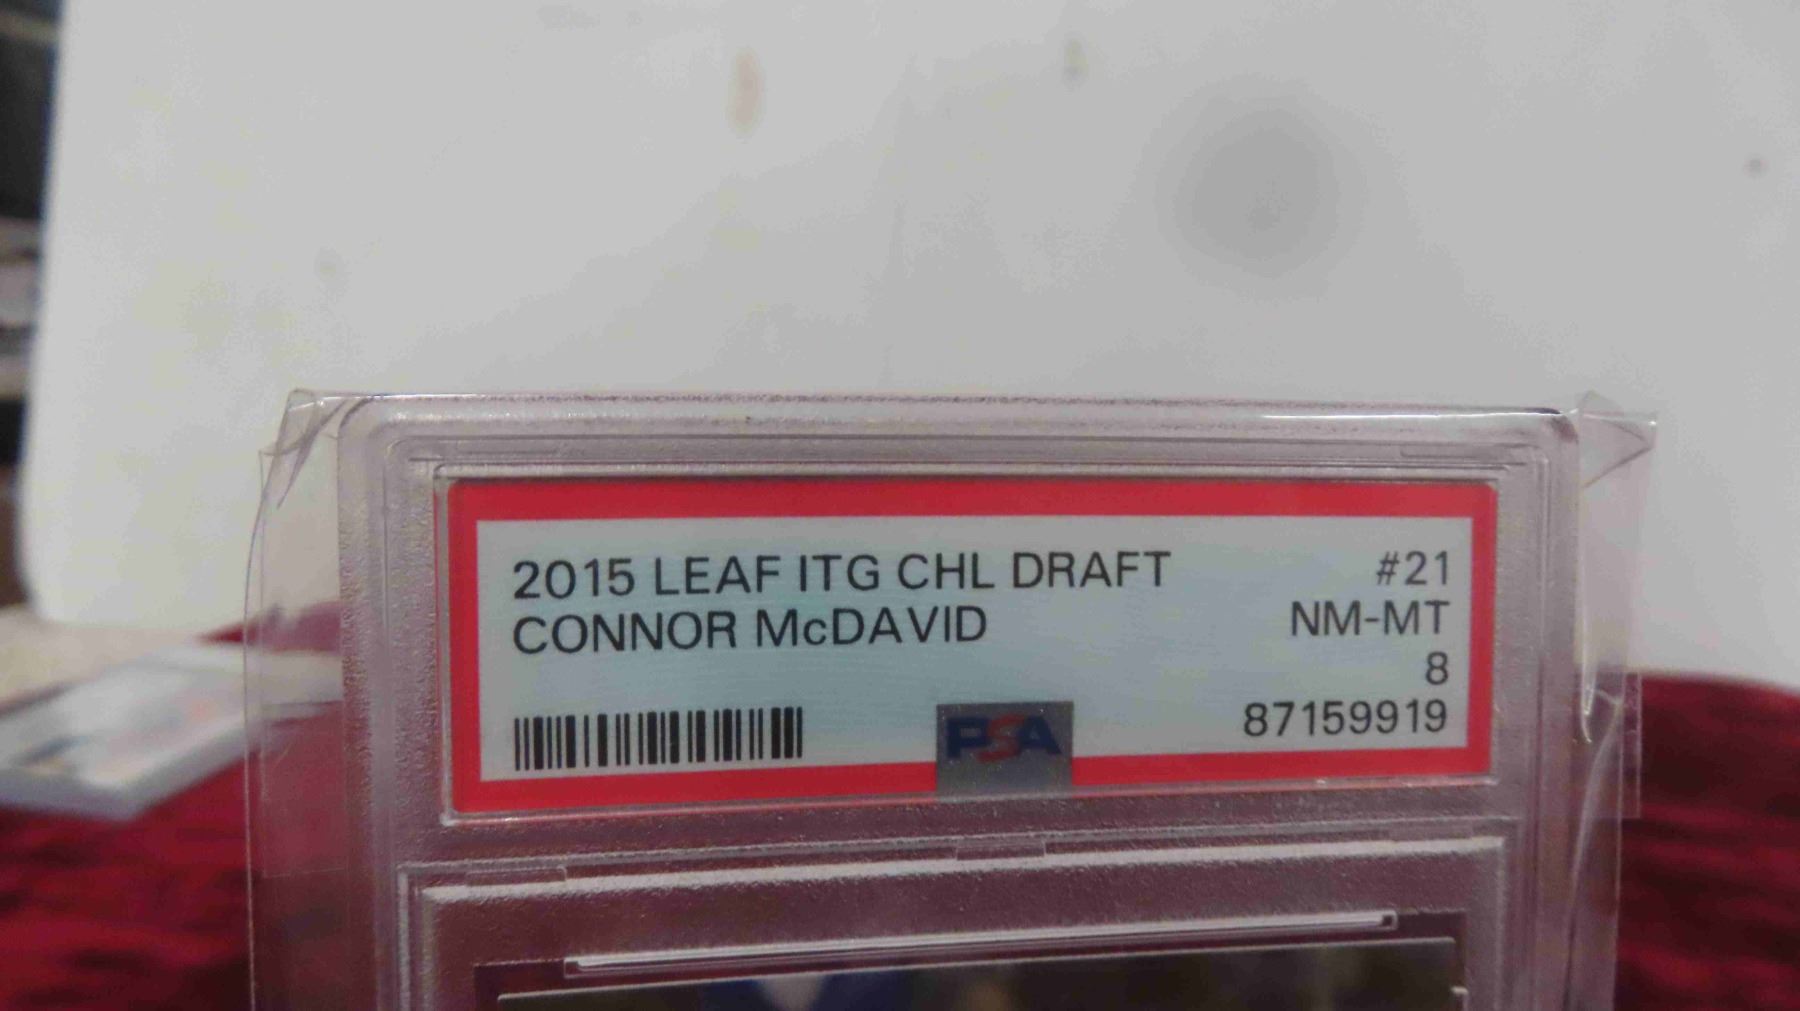 2015 LEAF ITG CHL DRAFT #21
CONNOR McDAVID NM-MT
8
PSA 87159919